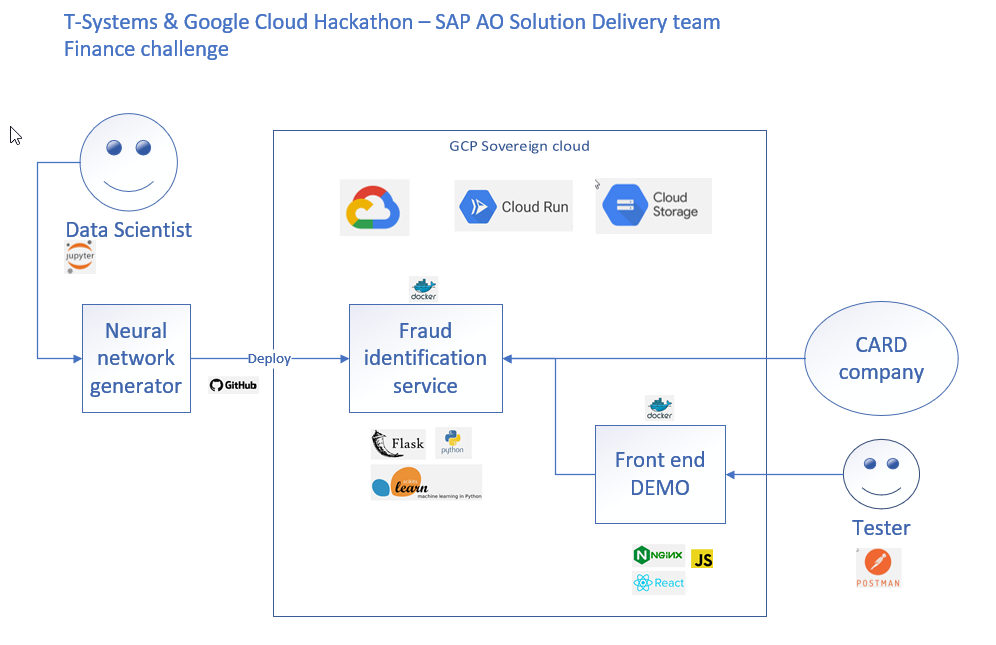 T-Systems & Google Cloud Hackathon – SAP AO Solution Delivery team
Finance challenge
GCP Sovereign cloud
Cloud Run
Cloud
Storage
Data Scientist
jupyter
docker
Neural
network
generator
Deploy
GitHub
Fraud
identification
service
CARD
company
Flask
python
learn
machine learning in Python
docker
Front end
DEMO
Tester
NGINX
JS
React
POSTMAN